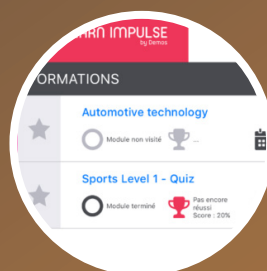 ARN IMPULSE
by Demos
ORMATIONS
Automotive technology
Module non visité
...
Sports Level 1 - Quiz
Module terminé
Pas encore
réussi
Score : 20%